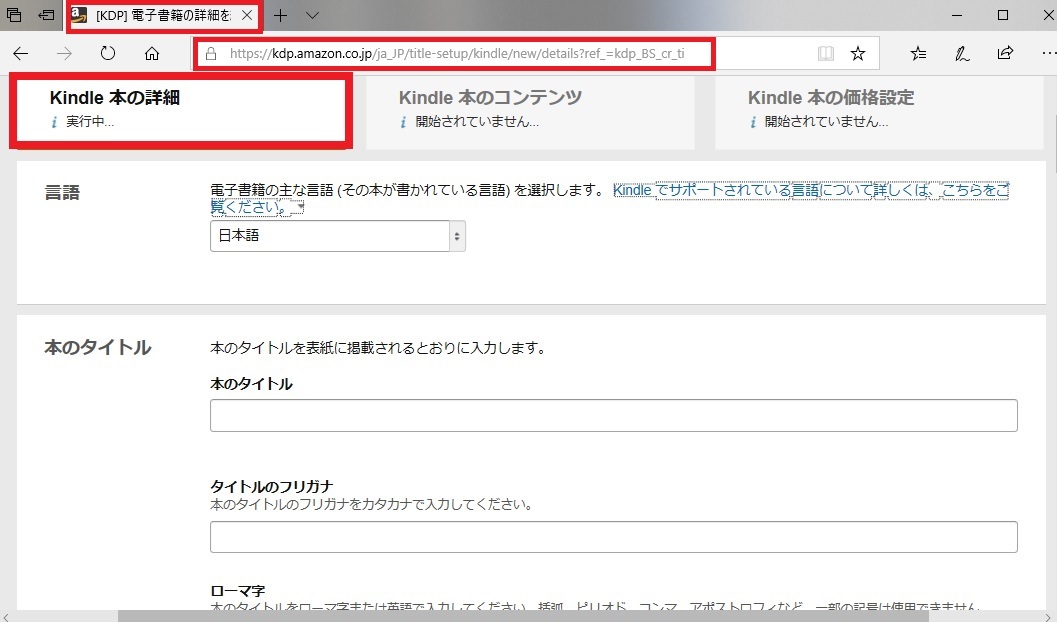 [KDP] 電子書籍の詳細を
https://kdp.amazon.co.jp/ja_JP/title-setup/kindle/new/details?ref_=kdp_BS_cr_ti
Kindle 本の詳細
実行中...
Kindle 本のコンテンツ
開始されていません...
Kindle 本の価格設定
開始されていません...
言語
電子書籍の主な言語 (その本が書かれている言語) を選択します。 Kindle でサポートされている言語について詳しくは、こちらをご
覧ください。
日本語
本のタイトル
本のタイトルを表紙に掲載されるとおりに入力します。
本のタイトル
タイトルのフリガナ
本のタイトルのフリガナをカタカナで入力してください。
ローマ字
本のタイトルをローマ字または英語で入力してください。括弧、ピリオド、コンマ、アポストロフィなど、一部の記号は使用できません。